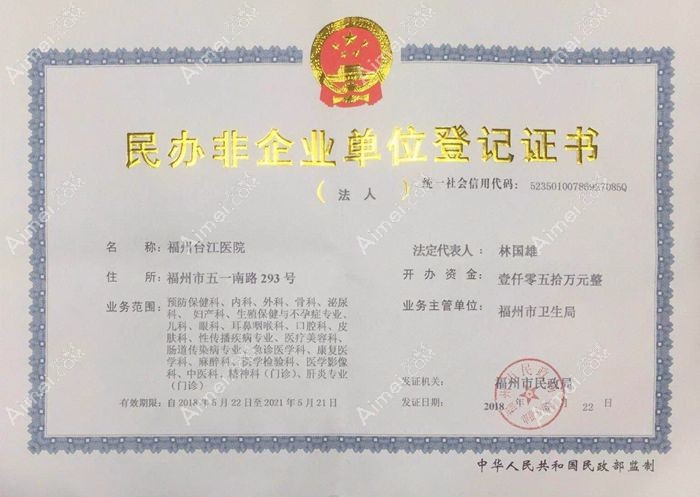 民办非企业单位登记证书
（法人）
统一社会信用代码：
名称：福州台江医院
住所：福州市五一南路293号
业务范围：预防保健科、内科、外科、骨科、泌尿
科、妇产科、生殖保健与不孕症专业、
儿科、眼科、耳鼻咽喉科、口腔科、皮
肤科、性传播疾病专业、医疗美容科、
肠道传染病专业、急诊医学科、康复医
学科、麻醉科、医学检验科、医学影像
科、中医科、精神科（门诊）、肝炎专业
（门诊）
有效期限：自2018年5月22日至2021年5月21日
法定代表人：林国雄
开办资金：壹仟零五拾万元整
业务主管单位：福州市卫生局
发证机关：福州市民政局
发证日期：2018年 月22日
中华人民共和国民政部监制
Aimei.COM